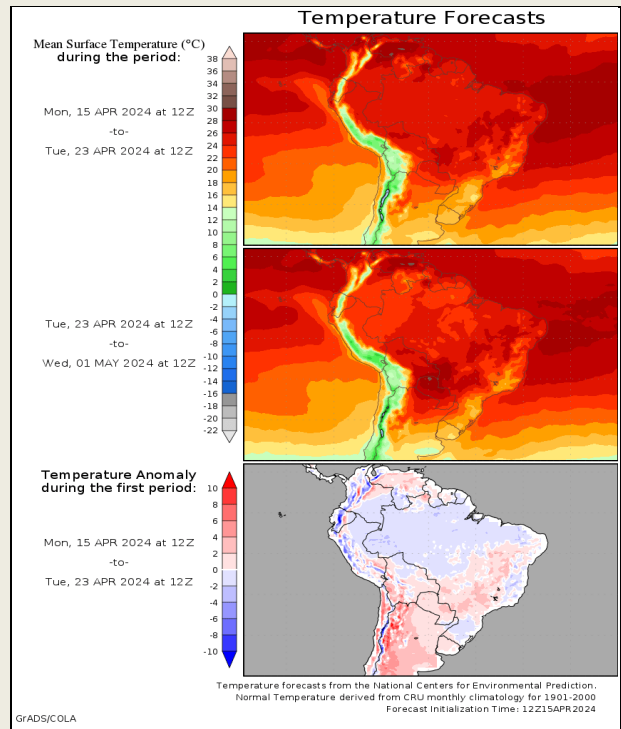 Temperature Forecasts
Mean Surface Temperature (°C)
during the period:
38
36
34
32
30
28
26
24
22
20
18
16
14
12
10
8
6
4
2
0
-2
-4
-6
-8
-10
-12
-14
-16
-18
-20
-22
Mon, 15 APR 2024 at 12Z
-to-
Tue, 23 APR 2024 at 12Z
Tue, 23 APR 2024 at 12Z
-to-
Wed, 01 MAY 2024 at 12Z
Temperature Anomaly
during the first period:
10
8
6
4
2
0
-2
-4
-6
-8
-10
Mon, 15 APR 2024 at 12Z
-to-
Tue, 23 APR 2024 at 12Z
Temperature forecasts from the National Centers for Environmental Prediction.
Normal Temperature derived from CRU monthly climatology for 1901-2000
Forecast Initialization Time: 12Z15APR2024
GrADS/COLA